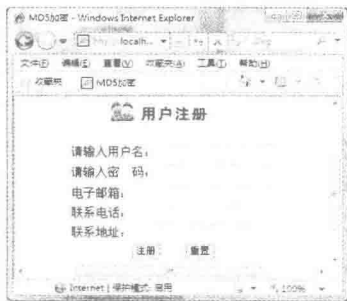 MD5加密 - Windows Internet Explorer
localh...
文件(F) 编辑(E) 查看(V) 收藏夹(A) 工具(T) 帮助(H)
收藏夹 MD5加密
用户注册
请输入用户名：
请输入密 码：
电子邮箱：
联系电话：
联系地址：
注册 重置
Internet | 保护模式: 禁用 100%